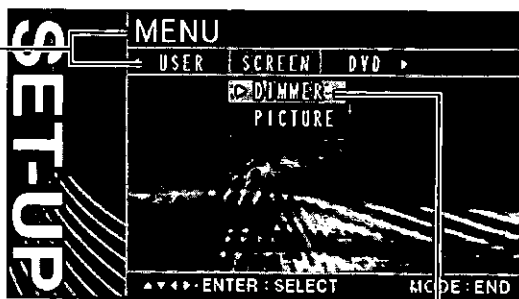 SET-UP
MENU
USER SCREEN DVD ▶
▷DIMMER
PICTURE
▲▼◀▶·ENTER : SELECT MODE : END